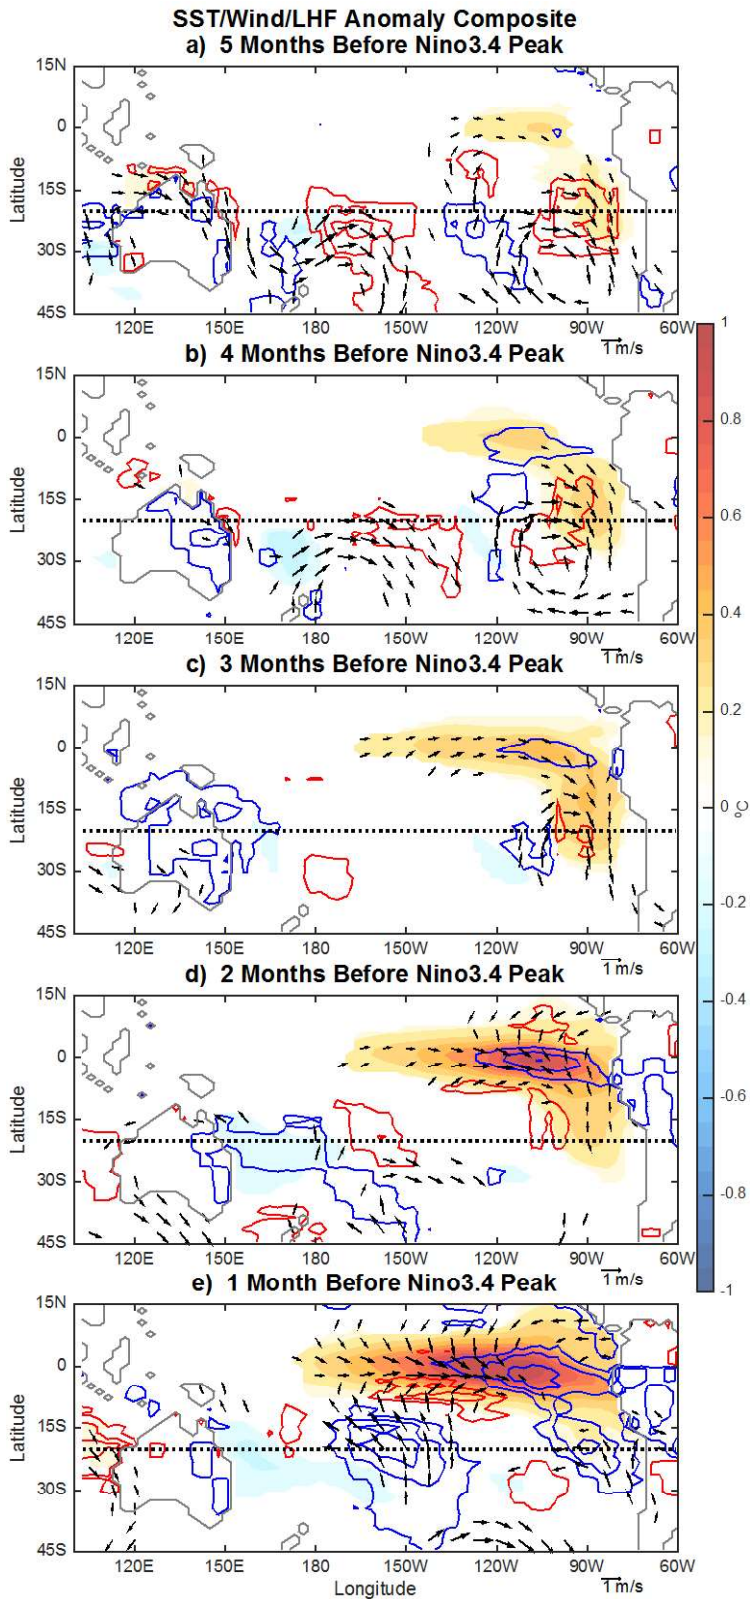 SST/Wind/LHF Anomaly Composite
a) 5 Months Before Nino3.4 Peak
15N
0
15S
30S
45S
Latitude
120E 150E 180 150W 120W 90W 60W
1 m/s
b) 4 Months Before Nino3.4 Peak
15N
0
15S
30S
45S
Latitude
120E 150E 180 150W 120W 90W 60W
1 m/s
c) 3 Months Before Nino3.4 Peak
15N
0
15S
30S
45S
Latitude
120E 150E 180 150W 120W 90W 60W
1 m/s
d) 2 Months Before Nino3.4 Peak
15N
0
15S
30S
45S
Latitude
120E 150E 180 150W 120W 90W 60W
1 m/s
e) 1 Month Before Nino3.4 Peak
15N
0
15S
30S
45S
Latitude
120E 150E 180 150W 120W 90W 60W
Longitude
1 m/s
1
0.8
0.6
0.4
0.2
0
-0.2
-0.4
-0.6
-0.8
-1
°C